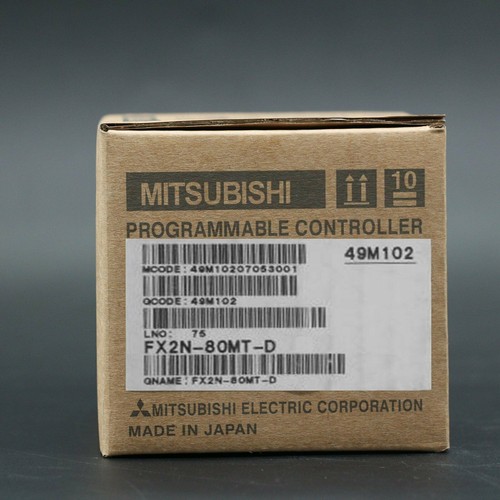 MITSUBISHI
10
PROGRAMMABLE CONTROLLER
49M102
MCODE: 49M10207053001
QCODE: 49M102
LNO: 75
FX2N-80MT-D
QNAME: FX2N-80MT-D
MITSUBISHI ELECTRIC CORPORATION
MADE IN JAPAN